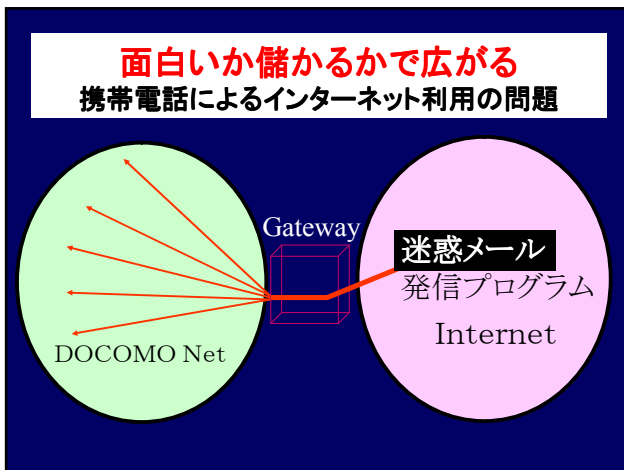 面白いか儲かるかで広がる
携帯電話によるインターネット利用の問題
Gateway
迷惑メール
発信プログラム
Internet
DOCOMO Net